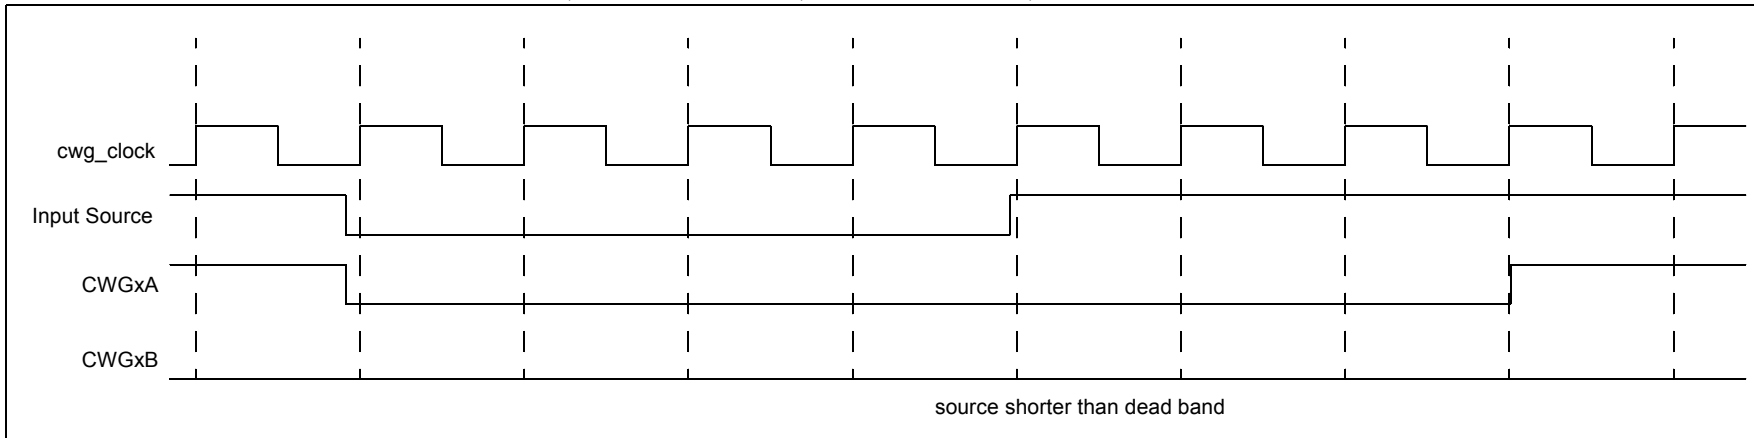 cwg_clock
Input Source
CWGxA
CWGxB
source shorter than dead band